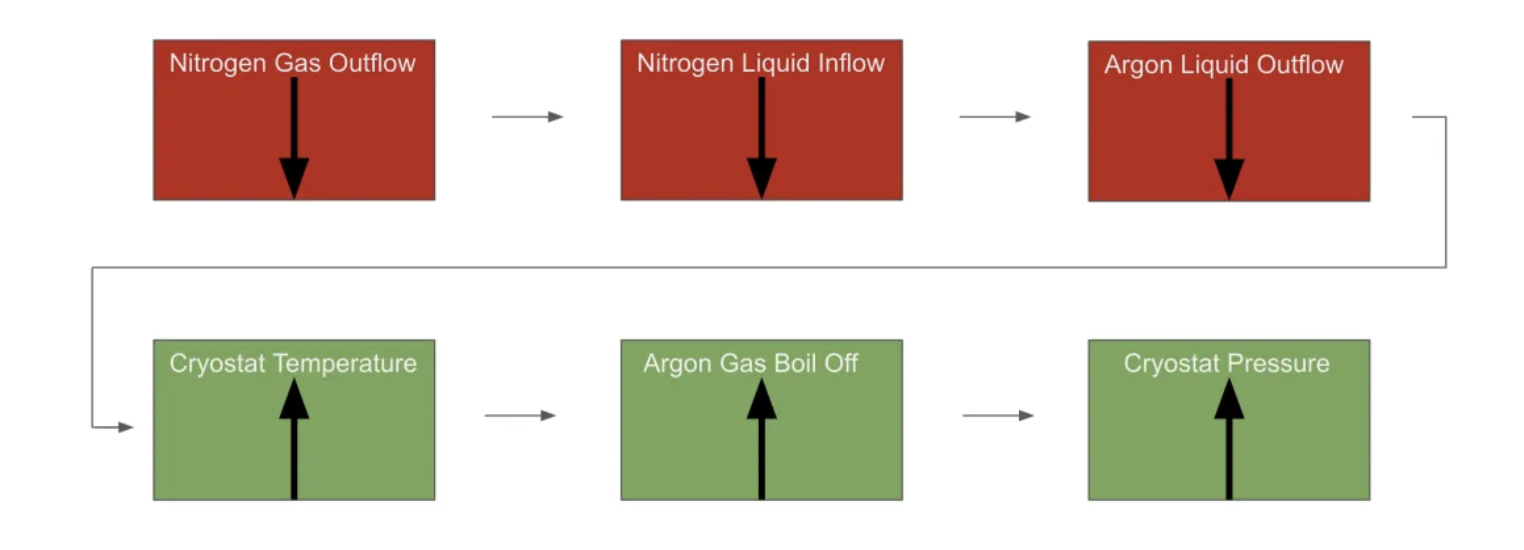 Nitrogen Gas Outflow
Nitrogen Liquid Inflow
Argon Liquid Outflow
Cryostat Temperature
Argon Gas Boil Off
Cryostat Pressure